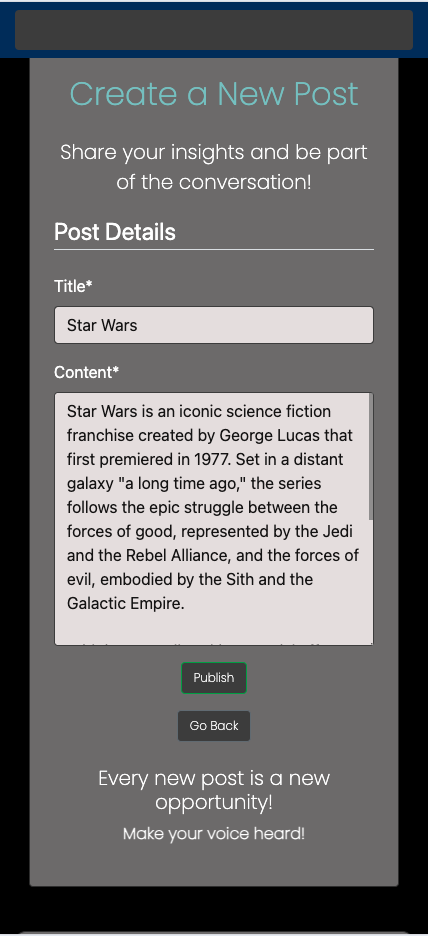 Create a New Post
Share your insights and be part
of the conversation!
Post Details
Title*
Star Wars
Content*
Star Wars is an iconic science fiction
franchise created by George Lucas that
first premiered in 1977. Set in a distant
galaxy "a long time ago," the series
follows the epic struggle between the
forces of good, represented by the Jedi
and the Rebel Alliance, and the forces of
evil, embodied by the Sith and the
Galactic Empire.
Publish
Go Back
Every new post is a new
opportunity!
Make your voice heard!